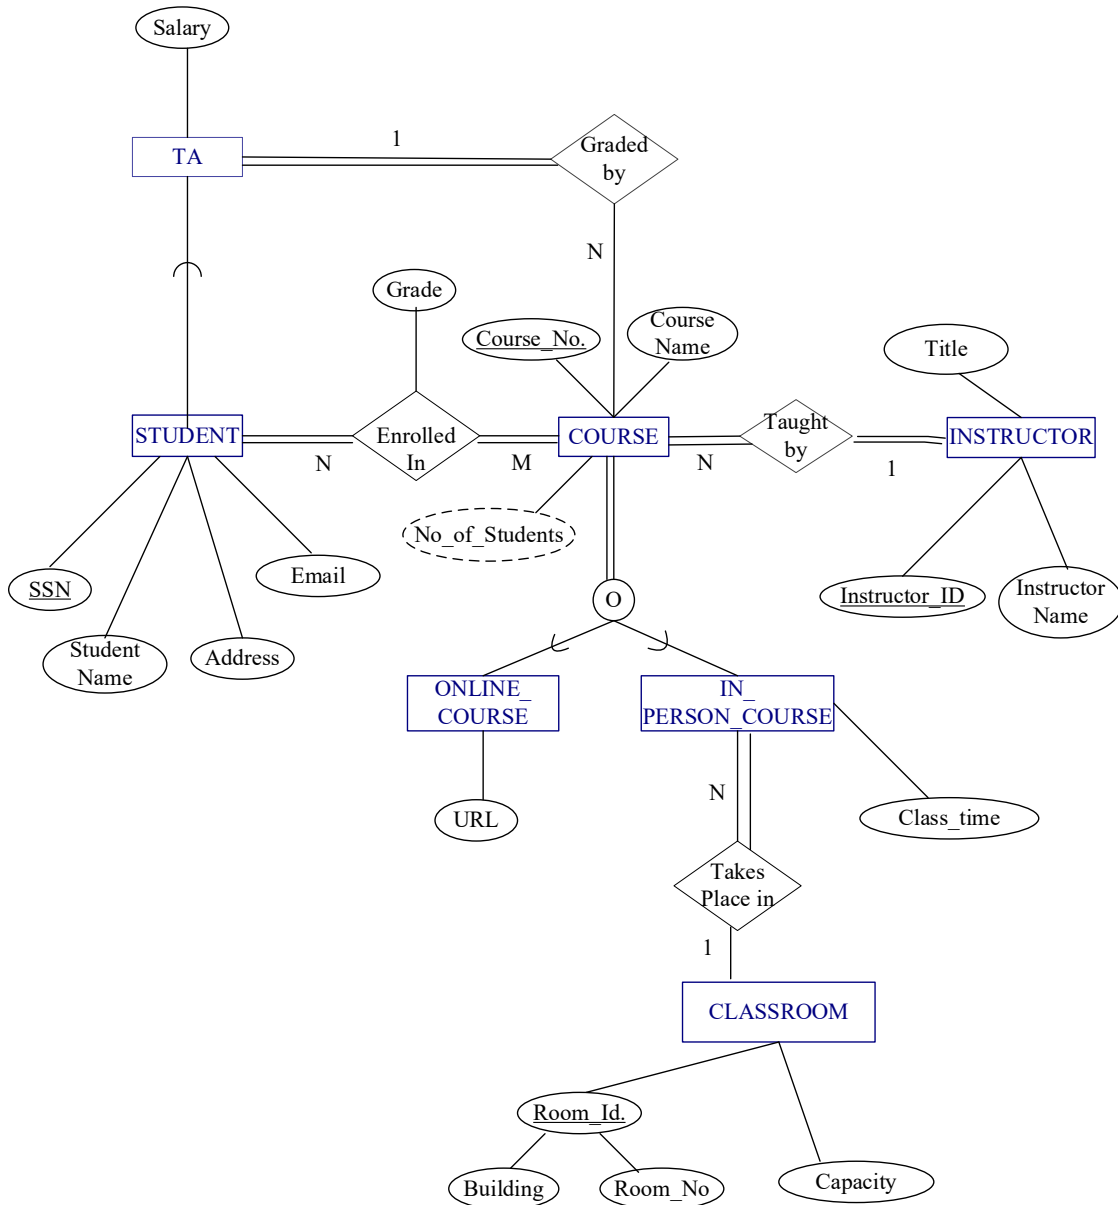 Salary
TA
1
Graded
by
N
Grade
Course_No.
Course
Name
Title
STUDENT
N
Enrolled
In
M
COURSE
N
Taught
by
1
INSTRUCTOR
No_of_Students
SSN
Student
Name
Address
Email
O
Instructor_ID
Instructor
Name
ONLINE_
COURSE
IN_
PERSON_COURSE
URL
N
Class_time
Takes
Place in
1
CLASSROOM
Room_Id.
Building
Room_No
Capacity